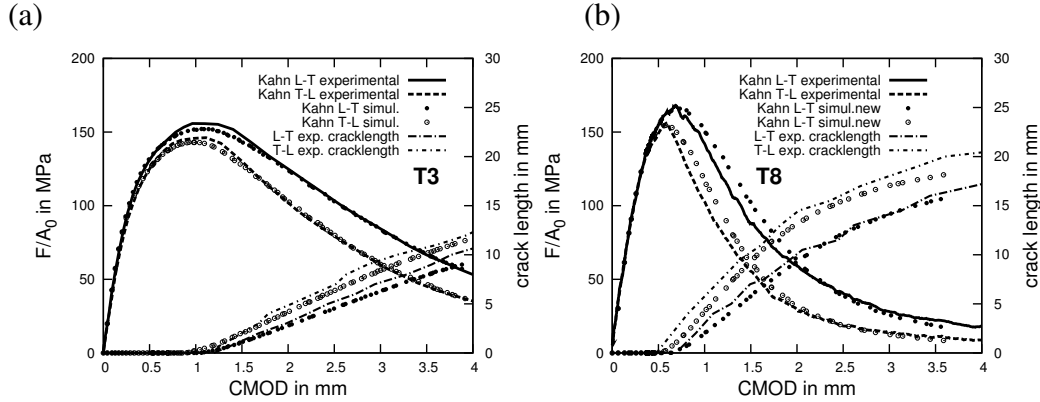 (a)
(b)
200
150
100
50
0
30
25
20
15
10
5
0
0 0.5 1 1.5 2 2.5 3 3.5 4
F/A0 in MPa
crack length in mm
CMOD in mm
Kahn L-T experimental
Kahn T-L experimental
Kahn L-T simul.
Kahn T-L simul.
L-T exp. cracklength
T-L exp. cracklength
T3
200
150
100
50
0
30
25
20
15
10
5
0
0 0.5 1 1.5 2 2.5 3 3.5 4
F/A0 in MPa
crack length in mm
CMOD in mm
Kahn L-T experimental
Kahn T-L experimental
Kahn L-T simul.new
Kahn T-L simul.new
L-T exp. cracklength
T-L exp. cracklength
T8